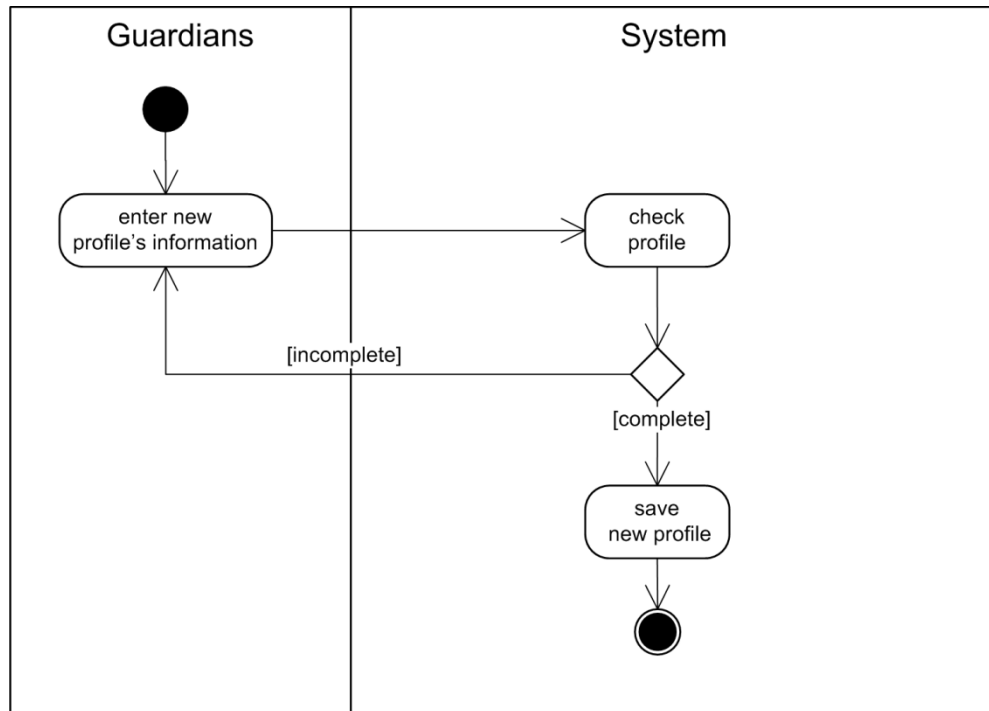 Guardians
System
enter new
profile's information
check
profile
[incomplete]
[complete]
save
new profile